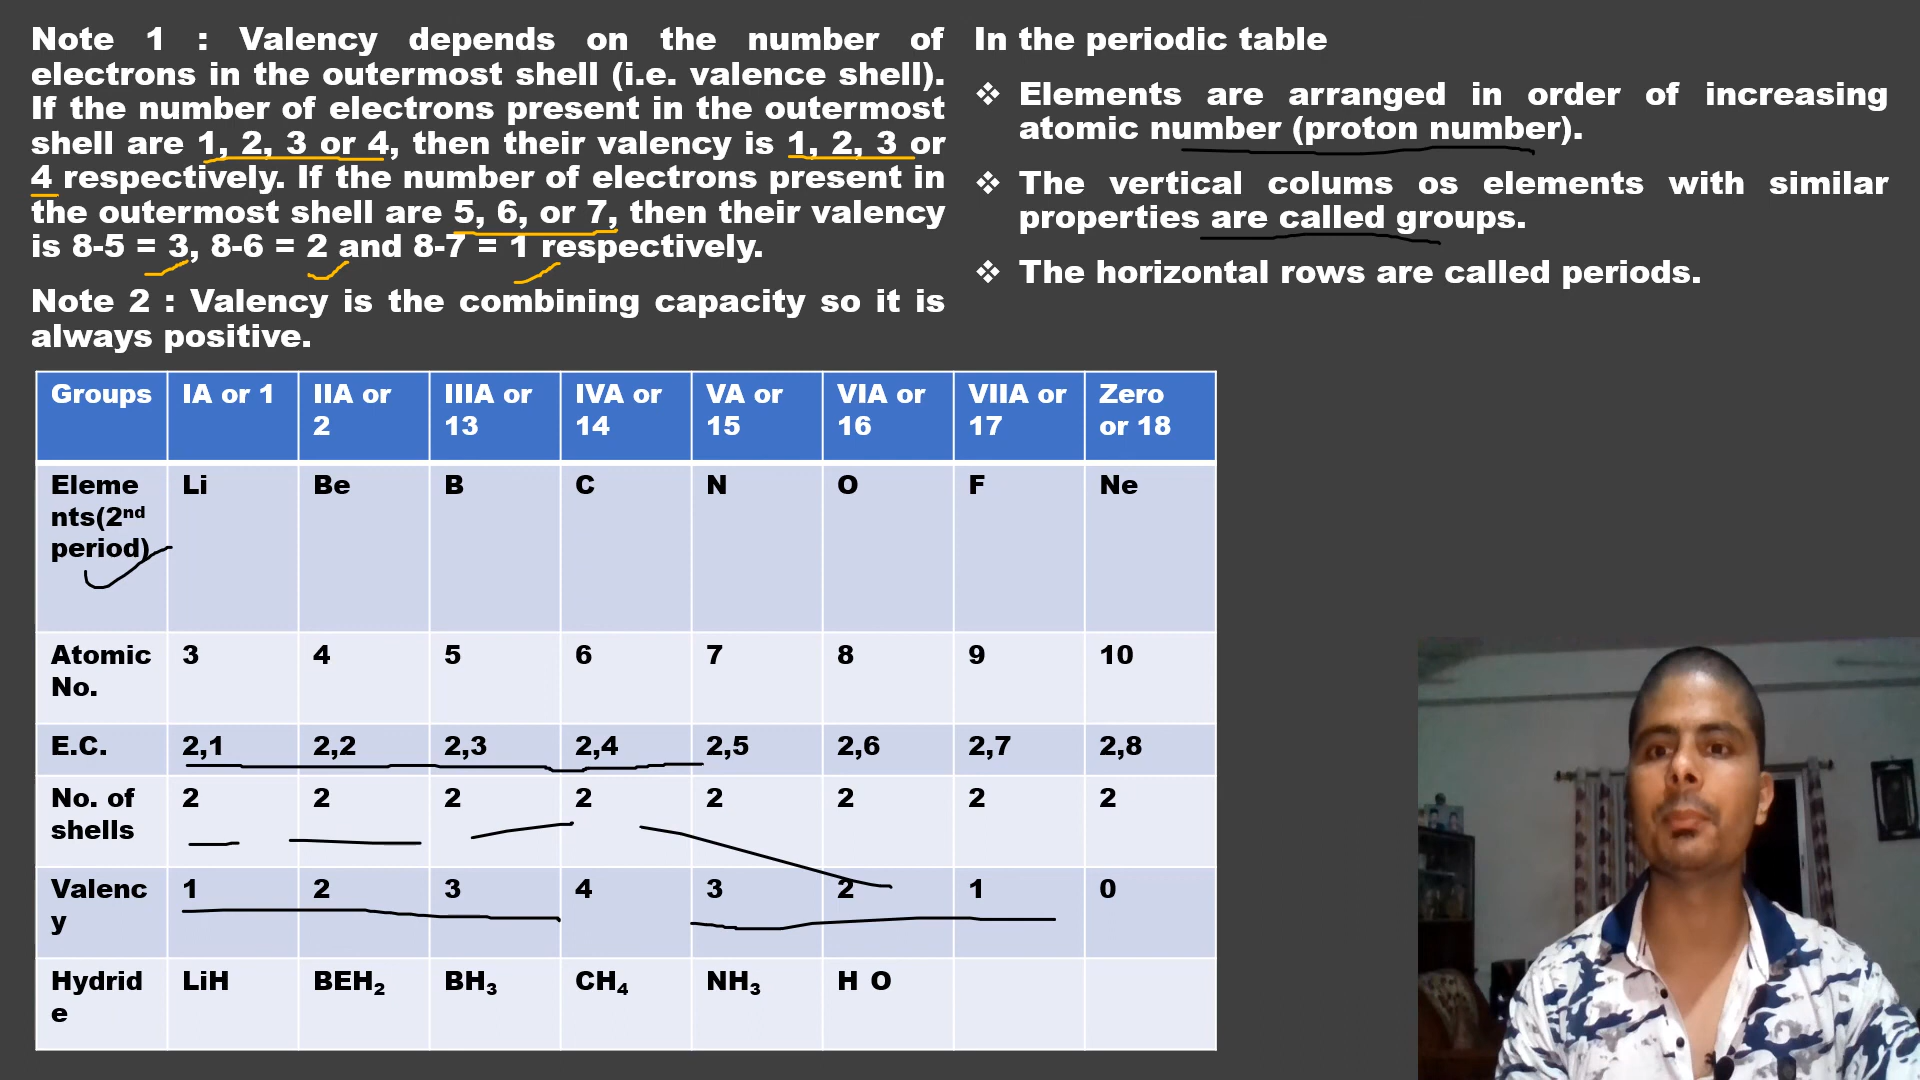 Note 1 : Valency depends on the number of
electrons in the outermost shell (i.e. valence shell).
If the number of electrons present in the outermost
shell are 1, 2, 3 or 4, then their valency is 1, 2, 3 or
4 respectively. If the number of electrons present in
the outermost shell are 5, 6, or 7, then their valency
is 8-5 = 3, 8-6 = 2 and 8-7 = 1 respectively.
Note 2 : Valency is the combining capacity so it is
always positive.
In the periodic table
❖ Elements are arranged in order of increasing
atomic number (proton number).
❖ The vertical colums os elements with similar
properties are called groups.
❖ The horizontal rows are called periods.
Groups IA or 1 IIA or IIIA or IVA or VA or VIA or VIIA or Zero
2 13 14 15 16 17 or 18
Eleme Li Be B C N O F Ne
nts(2nd
period)
Atomic 3 4 5 6 7 8 9 10
No.
E.C. 2,1 2,2 2,3 2,4 2,5 2,6 2,7 2,8
No. of 2 2 2 2 2 2 2 2
shells
Valenc 1 2 3 4 3 2 1 0
y
Hydrid LiH BEH₂ BH₃ CH₄ NH₃ H O
e